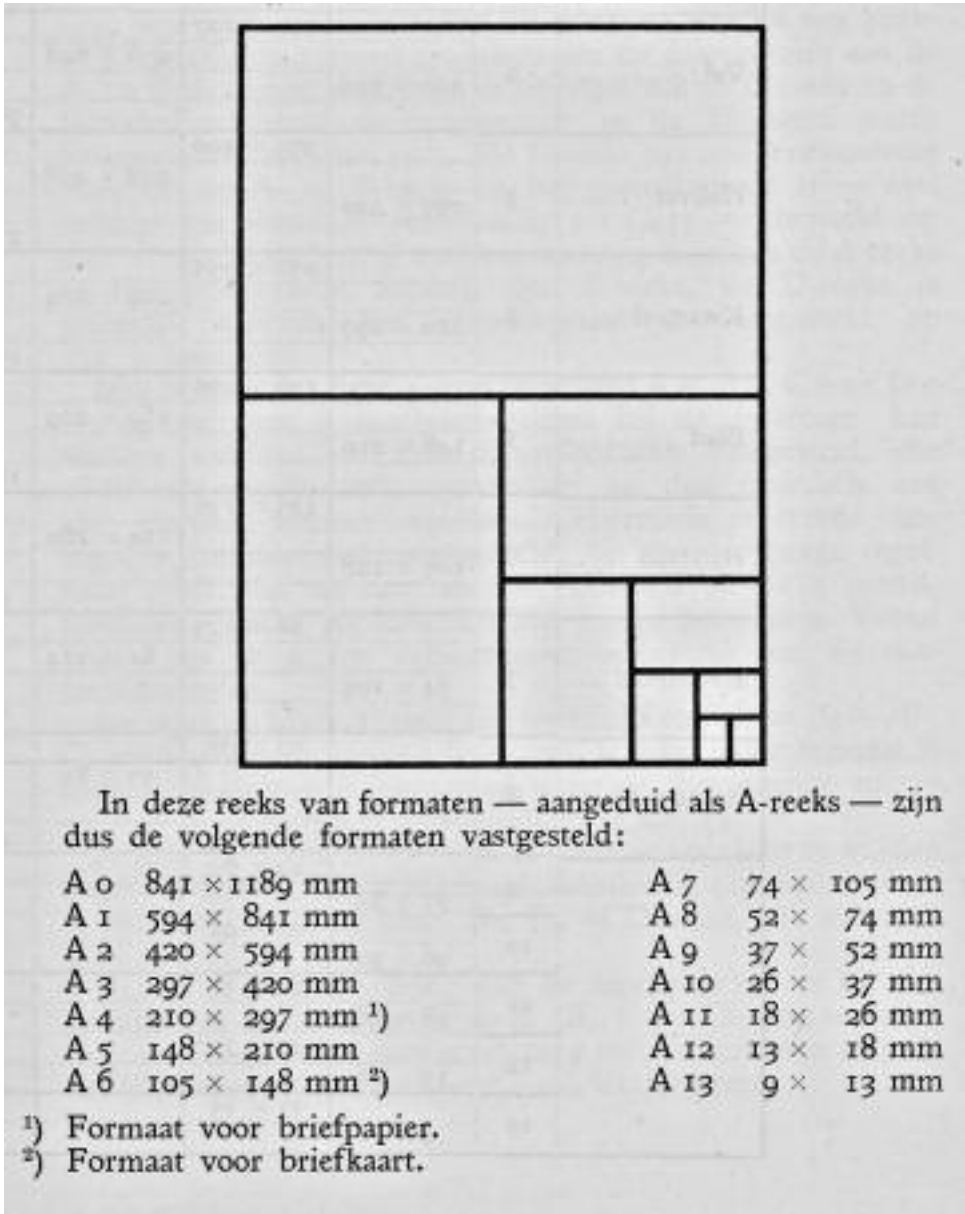 In deze reeks van formaten — aangeduid als A-reeks — zijn
dus de volgende formaten vastgesteld:
A 0 841 × 1189 mm
A 1 594 × 841 mm
A 2 420 × 594 mm
A 3 297 × 420 mm
A 4 210 × 297 mm ¹)
A 5 148 × 210 mm
A 6 105 × 148 mm ²)
A 7 74 × 105 mm
A 8 52 × 74 mm
A 9 37 × 52 mm
A 10 26 × 37 mm
A 11 18 × 26 mm
A 12 13 × 18 mm
A 13 9 × 13 mm
¹) Formaat voor briefpapier.
²) Formaat voor briefkaart.